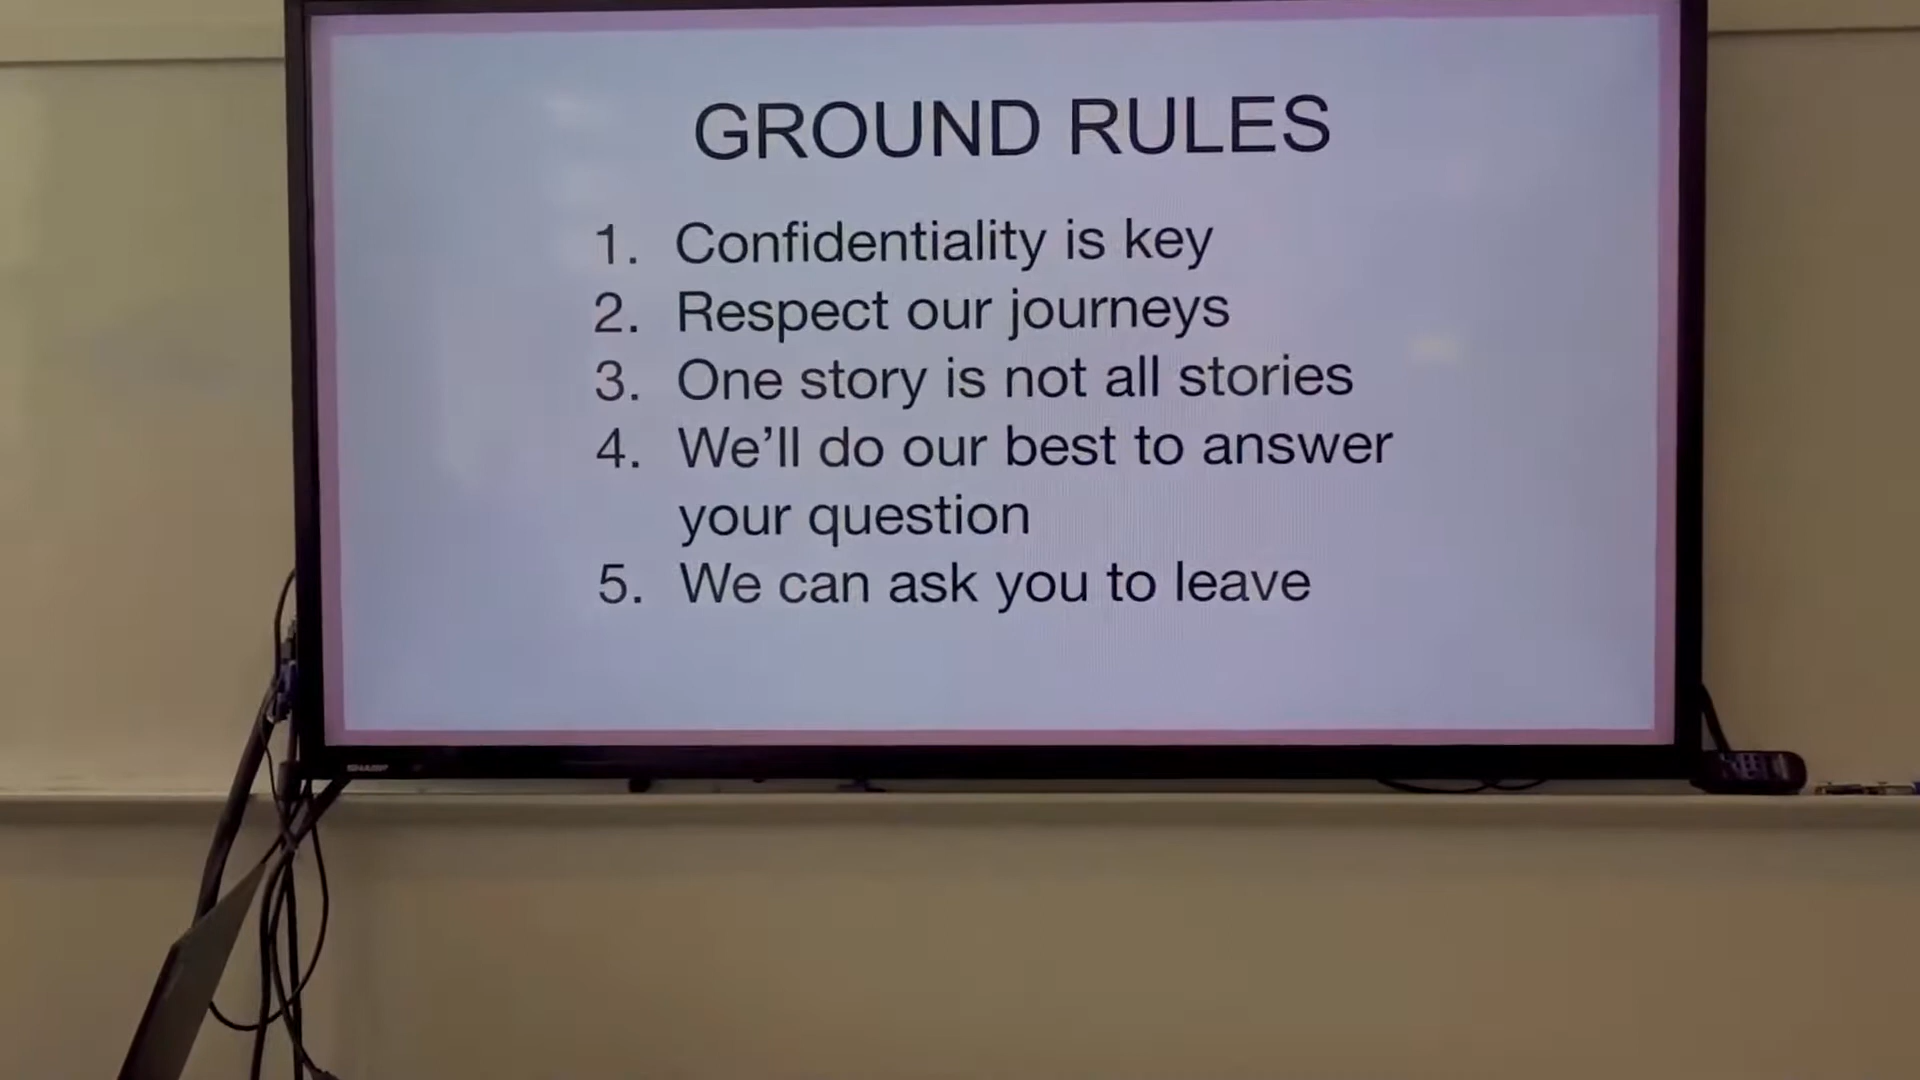 GROUND RULES
1. Confidentiality is key
2. Respect our journeys
3. One story is not all stories
4. We'll do our best to answer
your question
5. We can ask you to leave
SHARP